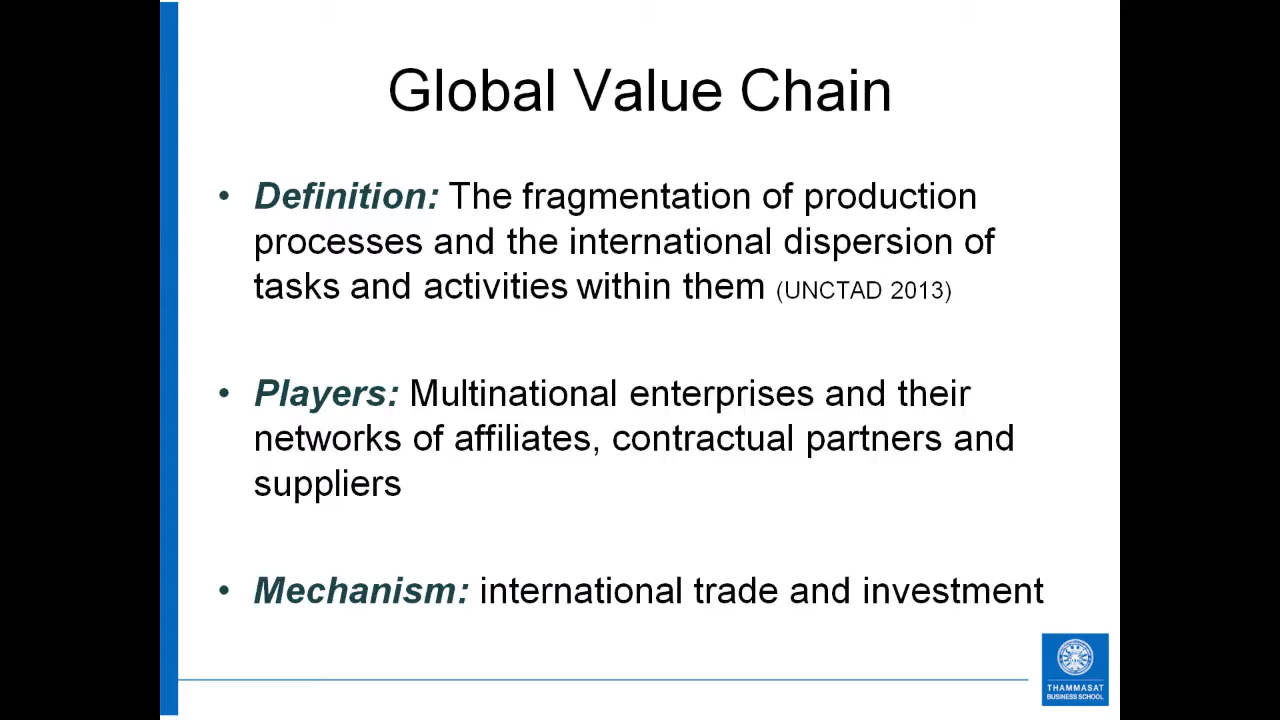 Global Value Chain
• Definition: The fragmentation of production
processes and the international dispersion of
tasks and activities within them (UNCTAD 2013)
• Players: Multinational enterprises and their
networks of affiliates, contractual partners and
suppliers
• Mechanism: international trade and investment
THAMMASAT
BUSINESS SCHOOL